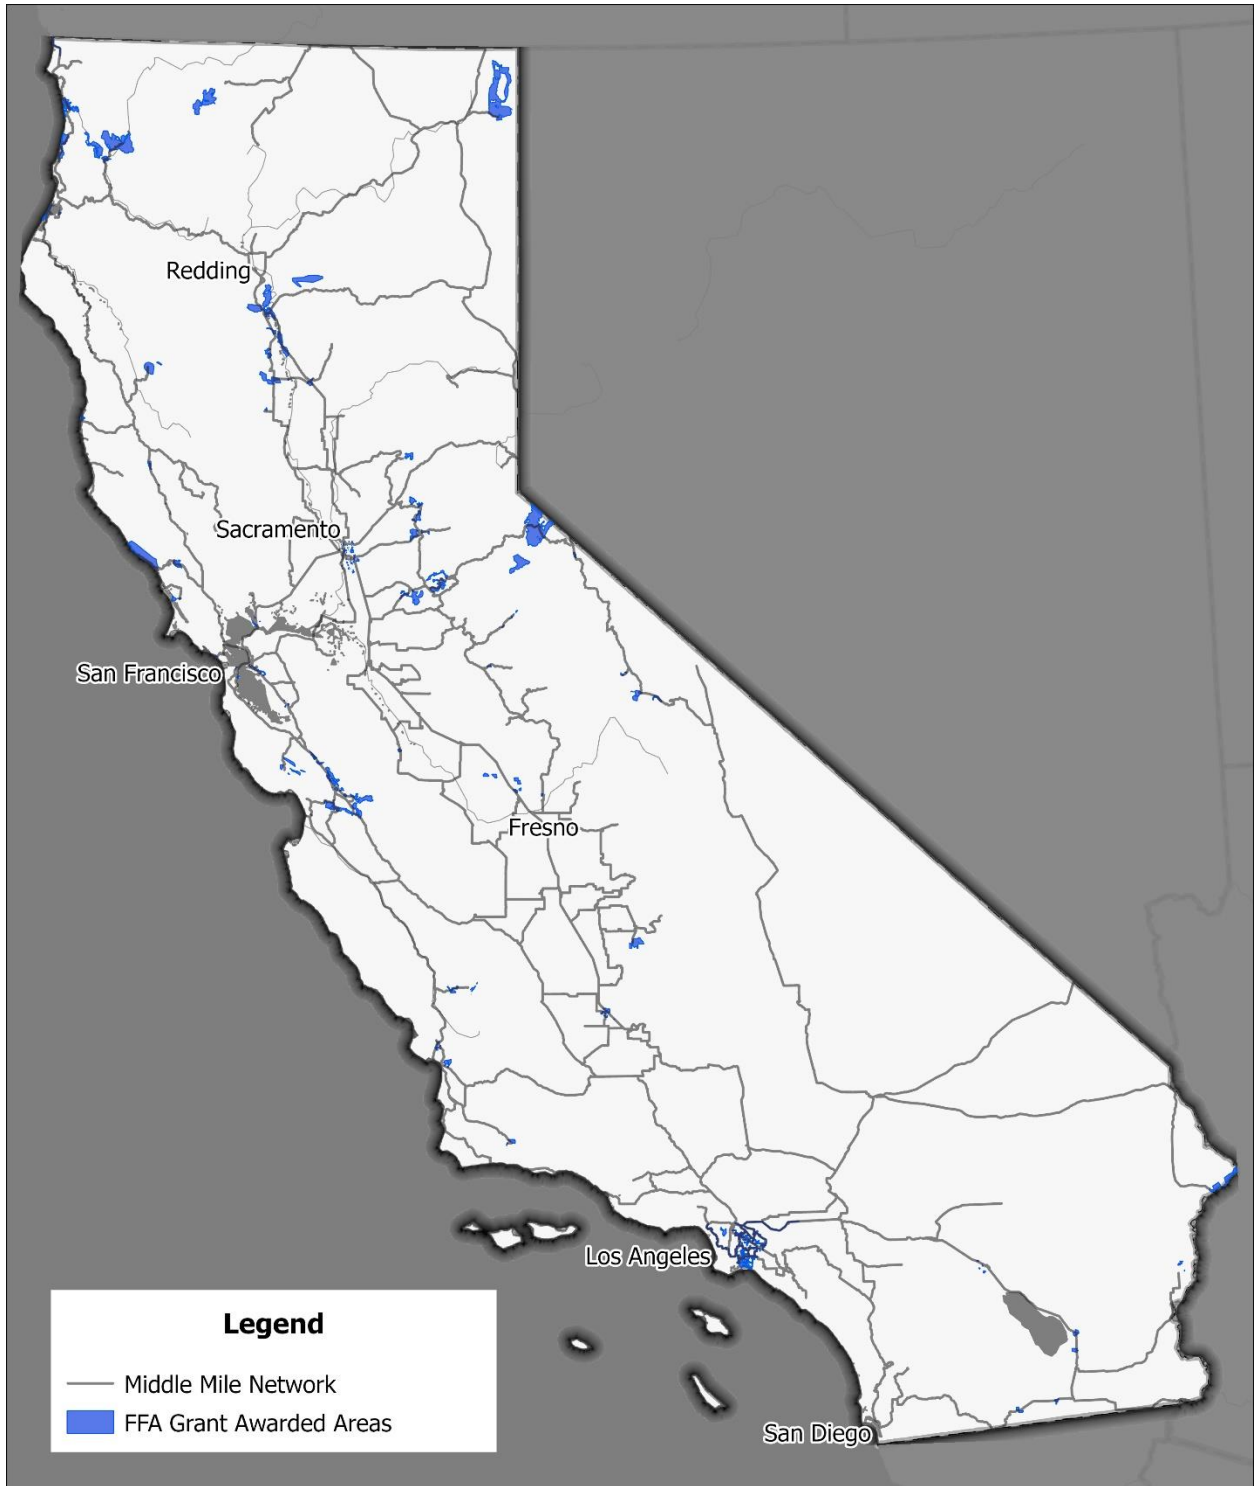 Redding
Sacramento
San Francisco
Fresno
Los Angeles
San Diego
Legend
Middle Mile Network
FFA Grant Awarded Areas